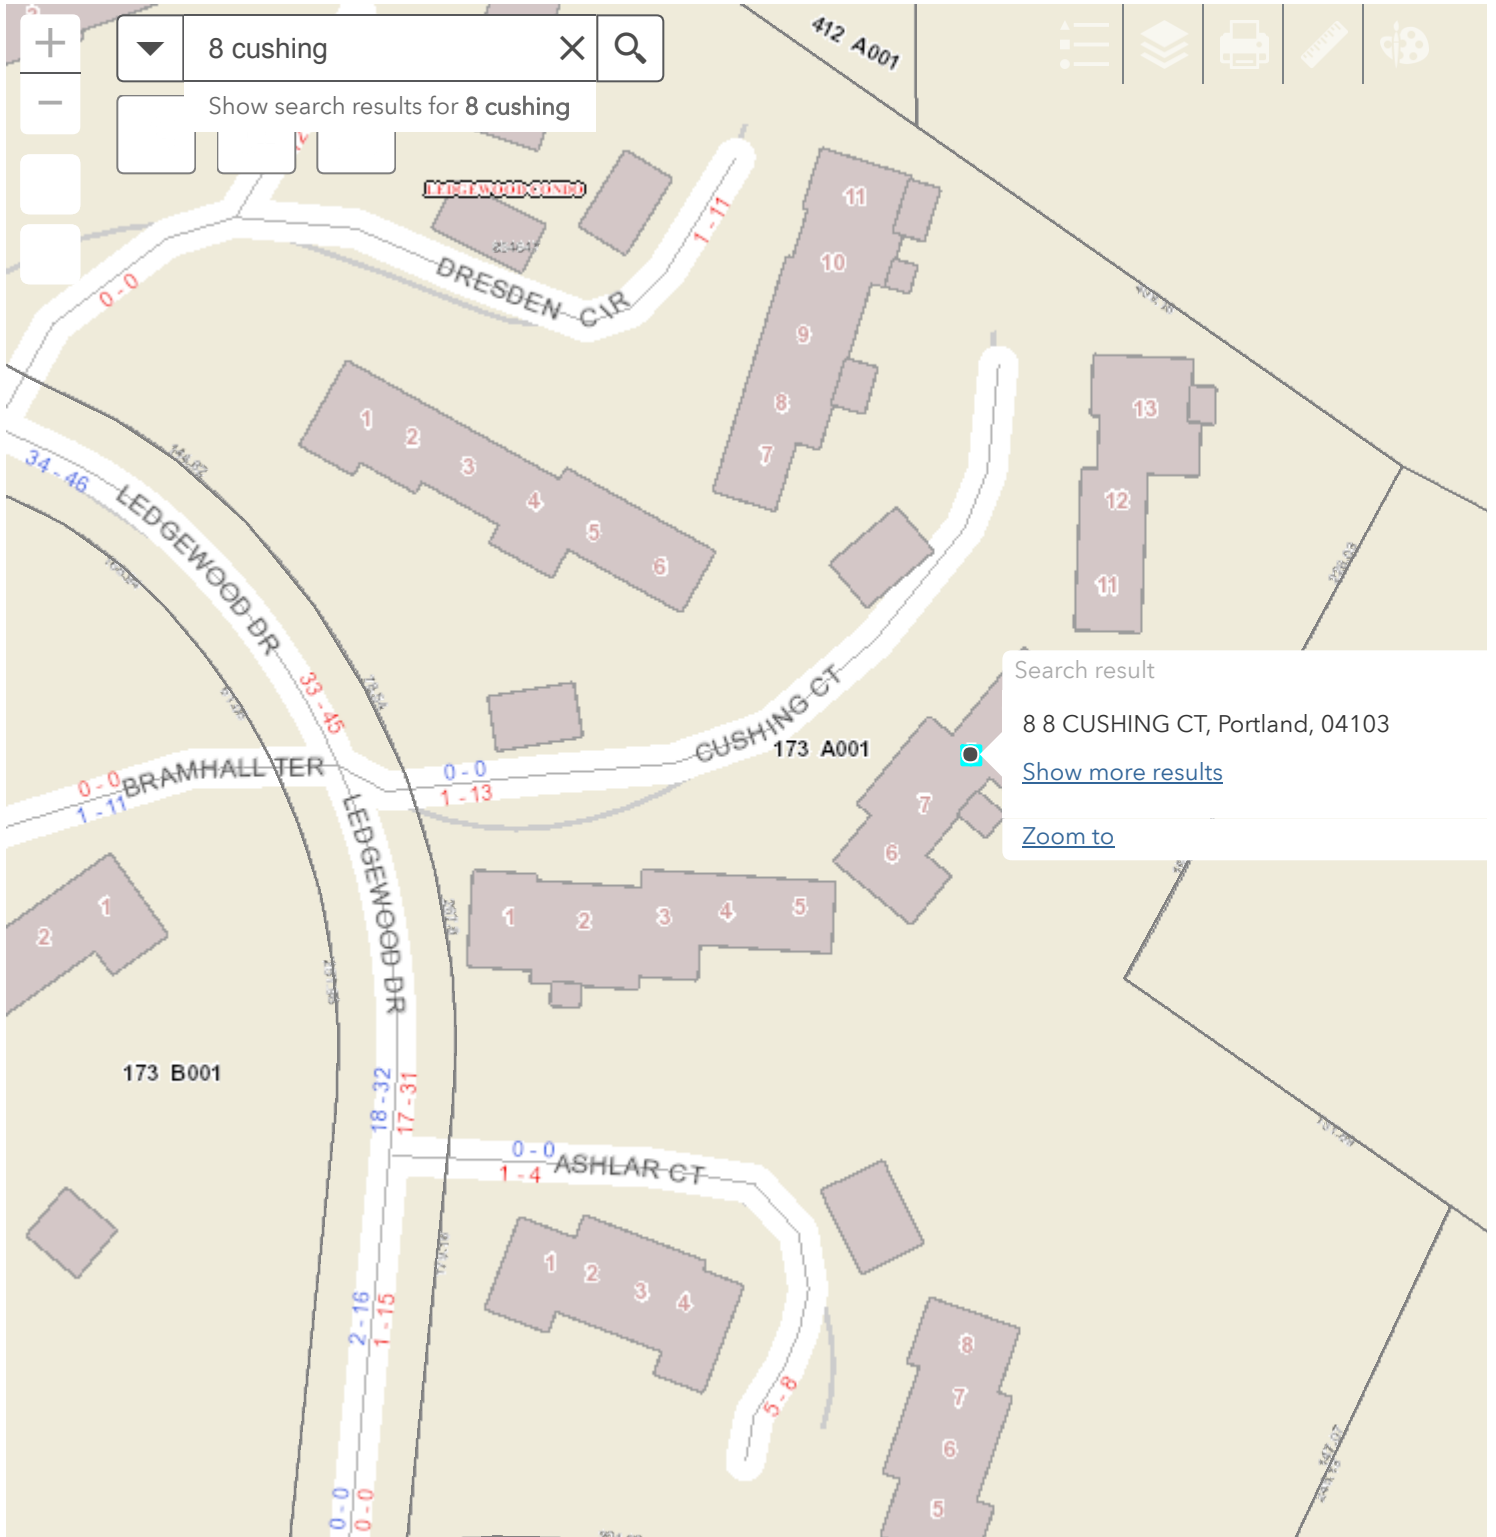 8 cushing
Show search results for 8 cushing
412 A001
LEDGEWOOD CONDO
11
1 - 11
10
DRESDEN CIR
0 - 0
9
13
8
1
2
7
3
34 - 46
4
12
LEDGEWOOD DR
5
6
11
Search result
33 - 45
8 8 CUSHING CT, Portland, 04103
CUSHING CT
173 A001
Show more results
BRAMHALL TER
0 - 0
0 - 0
1 - 11
1 - 13
7
Zoom to
6
LEDGEWOOD DR
1
2
1
2
3
4
5
173 B001
18 - 32
17 - 31
0 - 0
ASHLAR CT
1 - 4
1
2
3
4
2 - 16
1 - 15
8
5 - 8
7
6
5
147.07
0 - 0
0 - 0